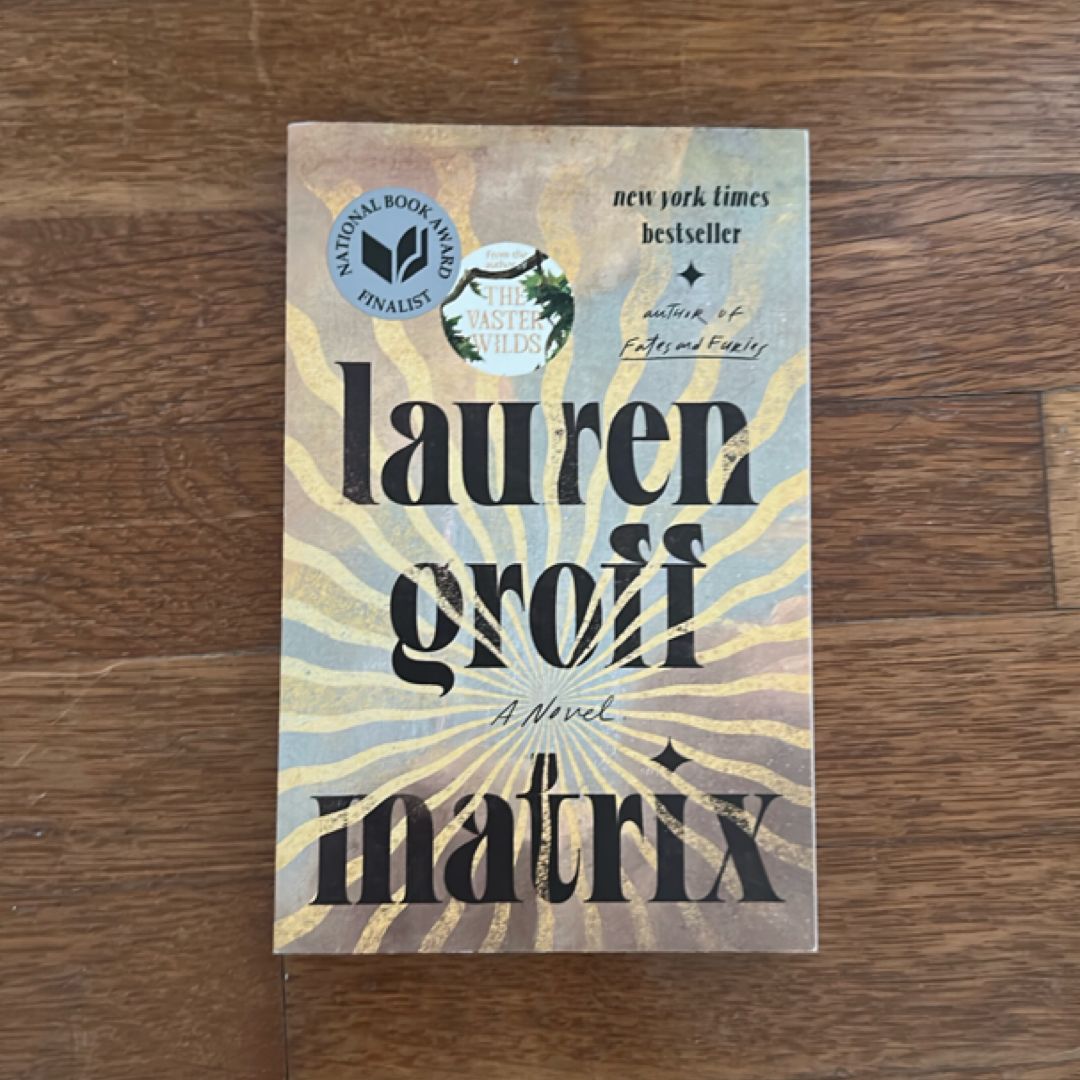 NATIONAL BOOK AWARD
FINALIST
From the
author of
THE
VASTER
WILDS
new york times
bestseller
AUTHOR OF
Fates and Furies
lauren
groff
A Novel
matrix